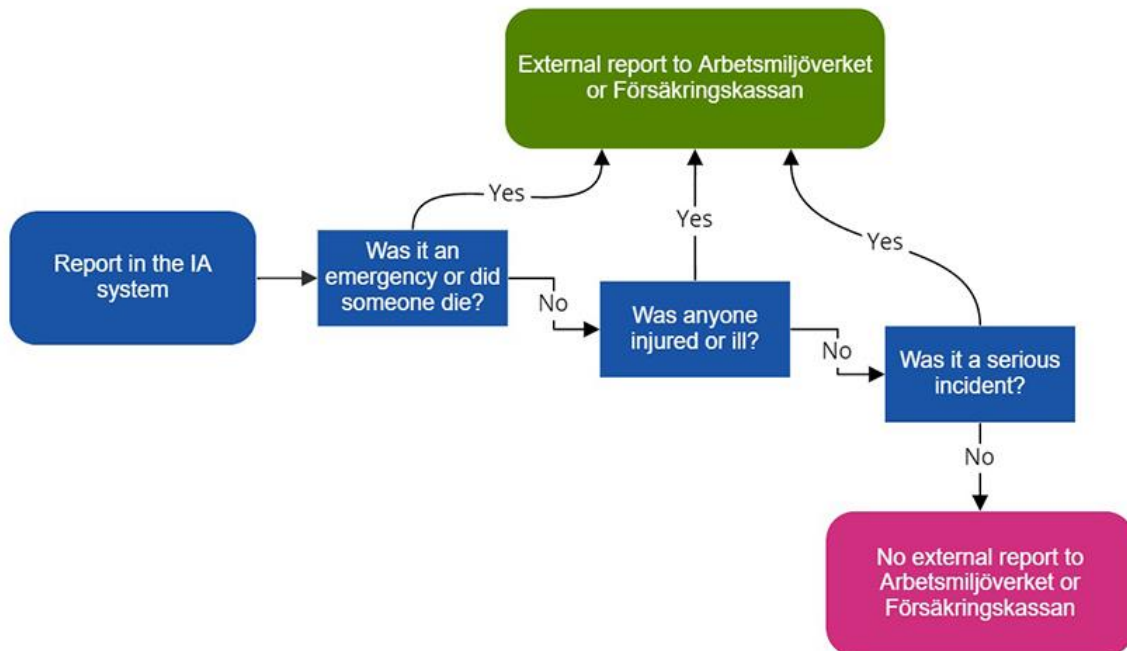 External report to Arbetsmiljöverket
or Försäkringskassan
Yes
Yes
Yes
Report in the IA
system
Was it an
emergency or did
someone die?
No
Was anyone
injured or ill?
No
Was it a serious
incident?
No
No external report to
Arbetsmiljöverket or
Försäkringskassan